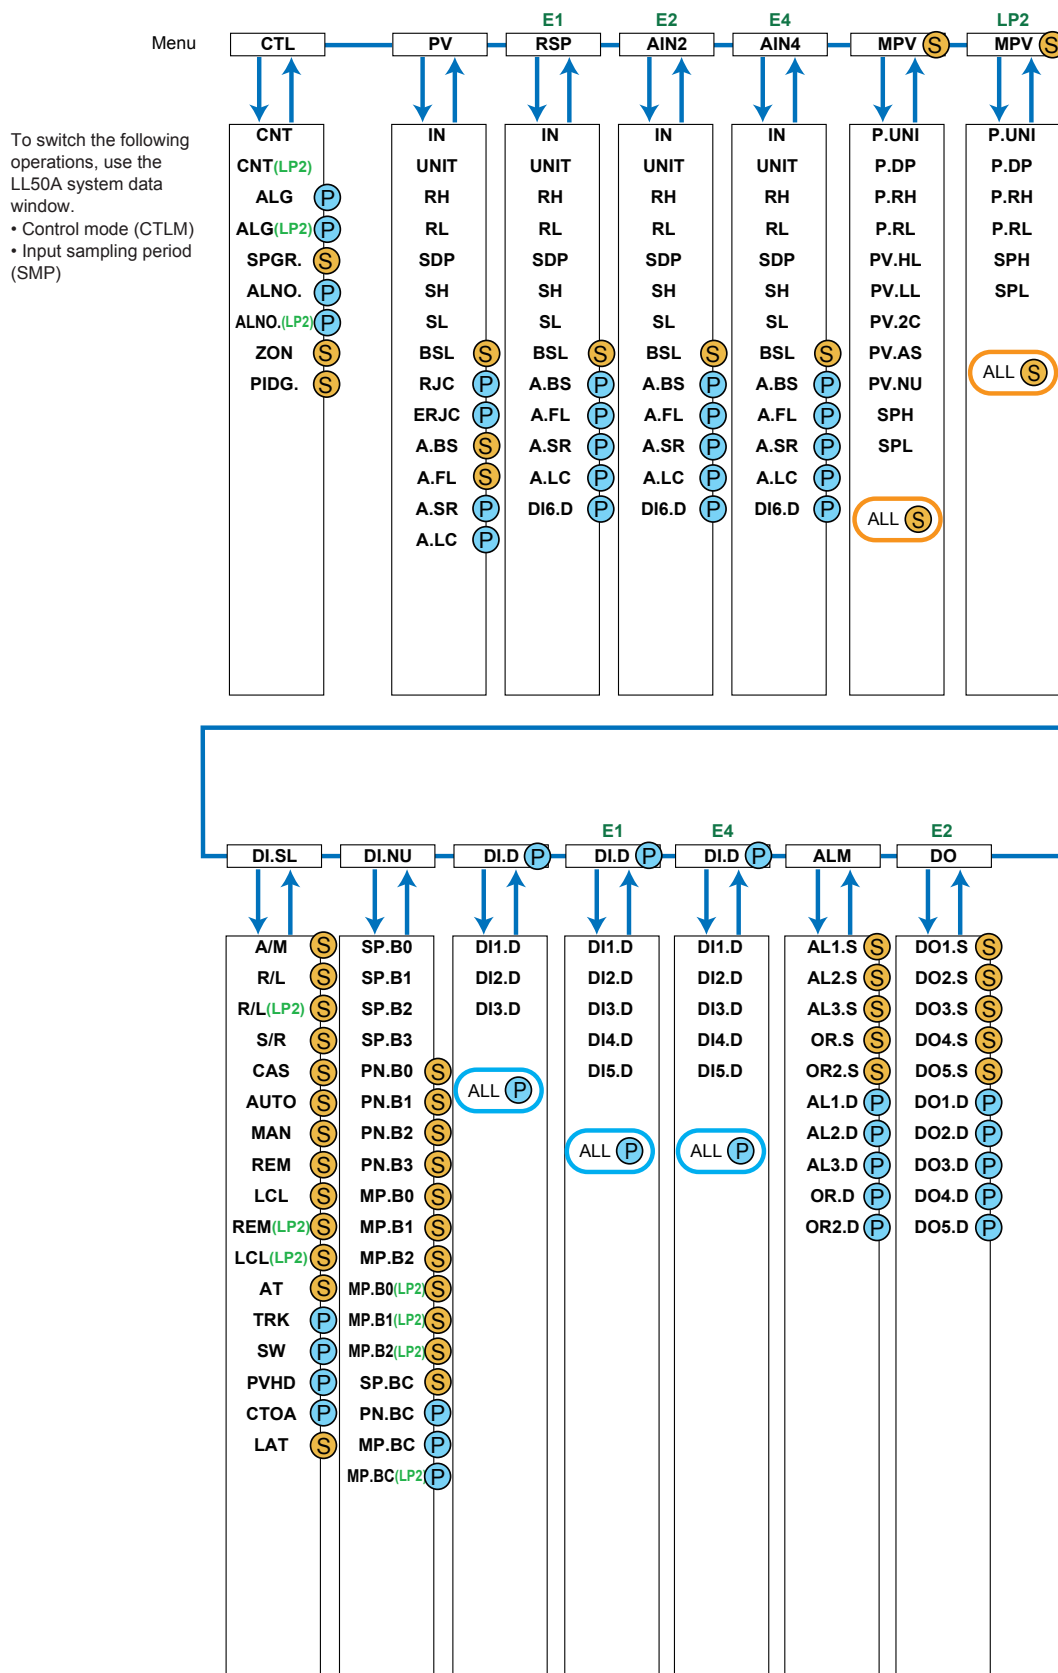 E1 E2 E4 LP2
Menu CTL PV RSP AIN2 AIN4 MPV S MPV S
To switch the following
operations, use the
LL50A system data
window.
• Control mode (CTLM)
• Input sampling period
(SMP)
CNT
CNT(LP2)
ALG P
ALG(LP2) P
SPGR. S
ALNO. P
ALNO.(LP2) P
ZON S
PIDG. S
IN
UNIT
RH
RL
SDP
SH
SL
BSL S
RJC P
ERJC P
A.BS S
A.FL S
A.SR P
A.LC P
IN
UNIT
RH
RL
SDP
SH
SL
BSL S
A.BS P
A.FL P
A.SR P
A.LC P
DI6.D P
IN
UNIT
RH
RL
SDP
SH
SL
BSL S
A.BS P
A.FL P
A.SR P
A.LC P
DI6.D P
IN
UNIT
RH
RL
SDP
SH
SL
BSL S
A.BS P
A.FL P
A.SR P
A.LC P
DI6.D P
P.UNI
P.DP
P.RH
P.RL
PV.HL
PV.LL
PV.2C
PV.AS
PV.NU
SPH
SPL
ALL S
P.UNI
P.DP
P.RH
P.RL
SPH
SPL
ALL S
E1 E4 E2
DI.SL DI.NU DI.D P DI.D P DI.D P ALM DO
A/M S
R/L S
R/L(LP2) S
S/R S
CAS S
AUTO S
MAN S
REM S
LCL S
REM(LP2) S
LCL(LP2) S
AT S
TRK P
SW P
PVHD P
CTOA P
LAT S
SP.B0
SP.B1
SP.B2
SP.B3
PN.B0 S
PN.B1 S
PN.B2 S
PN.B3 S
MP.B0 S
MP.B1 S
MP.B2 S
MP.B0(LP2) S
MP.B1(LP2) S
MP.B2(LP2) S
SP.BC S
PN.BC P
MP.BC P
MP.BC(LP2) P
DI1.D
DI2.D
DI3.D
ALL P
DI1.D
DI2.D
DI3.D
DI4.D
DI5.D
ALL P
DI1.D
DI2.D
DI3.D
DI4.D
DI5.D
ALL P
AL1.S S
AL2.S S
AL3.S S
OR.S S
OR2.S S
AL1.D P
AL2.D P
AL3.D P
OR.D P
OR2.D P
DO1.S S
DO2.S S
DO3.S S
DO4.S S
DO5.S S
DO1.D P
DO2.D P
DO3.D P
DO4.D P
DO5.D P